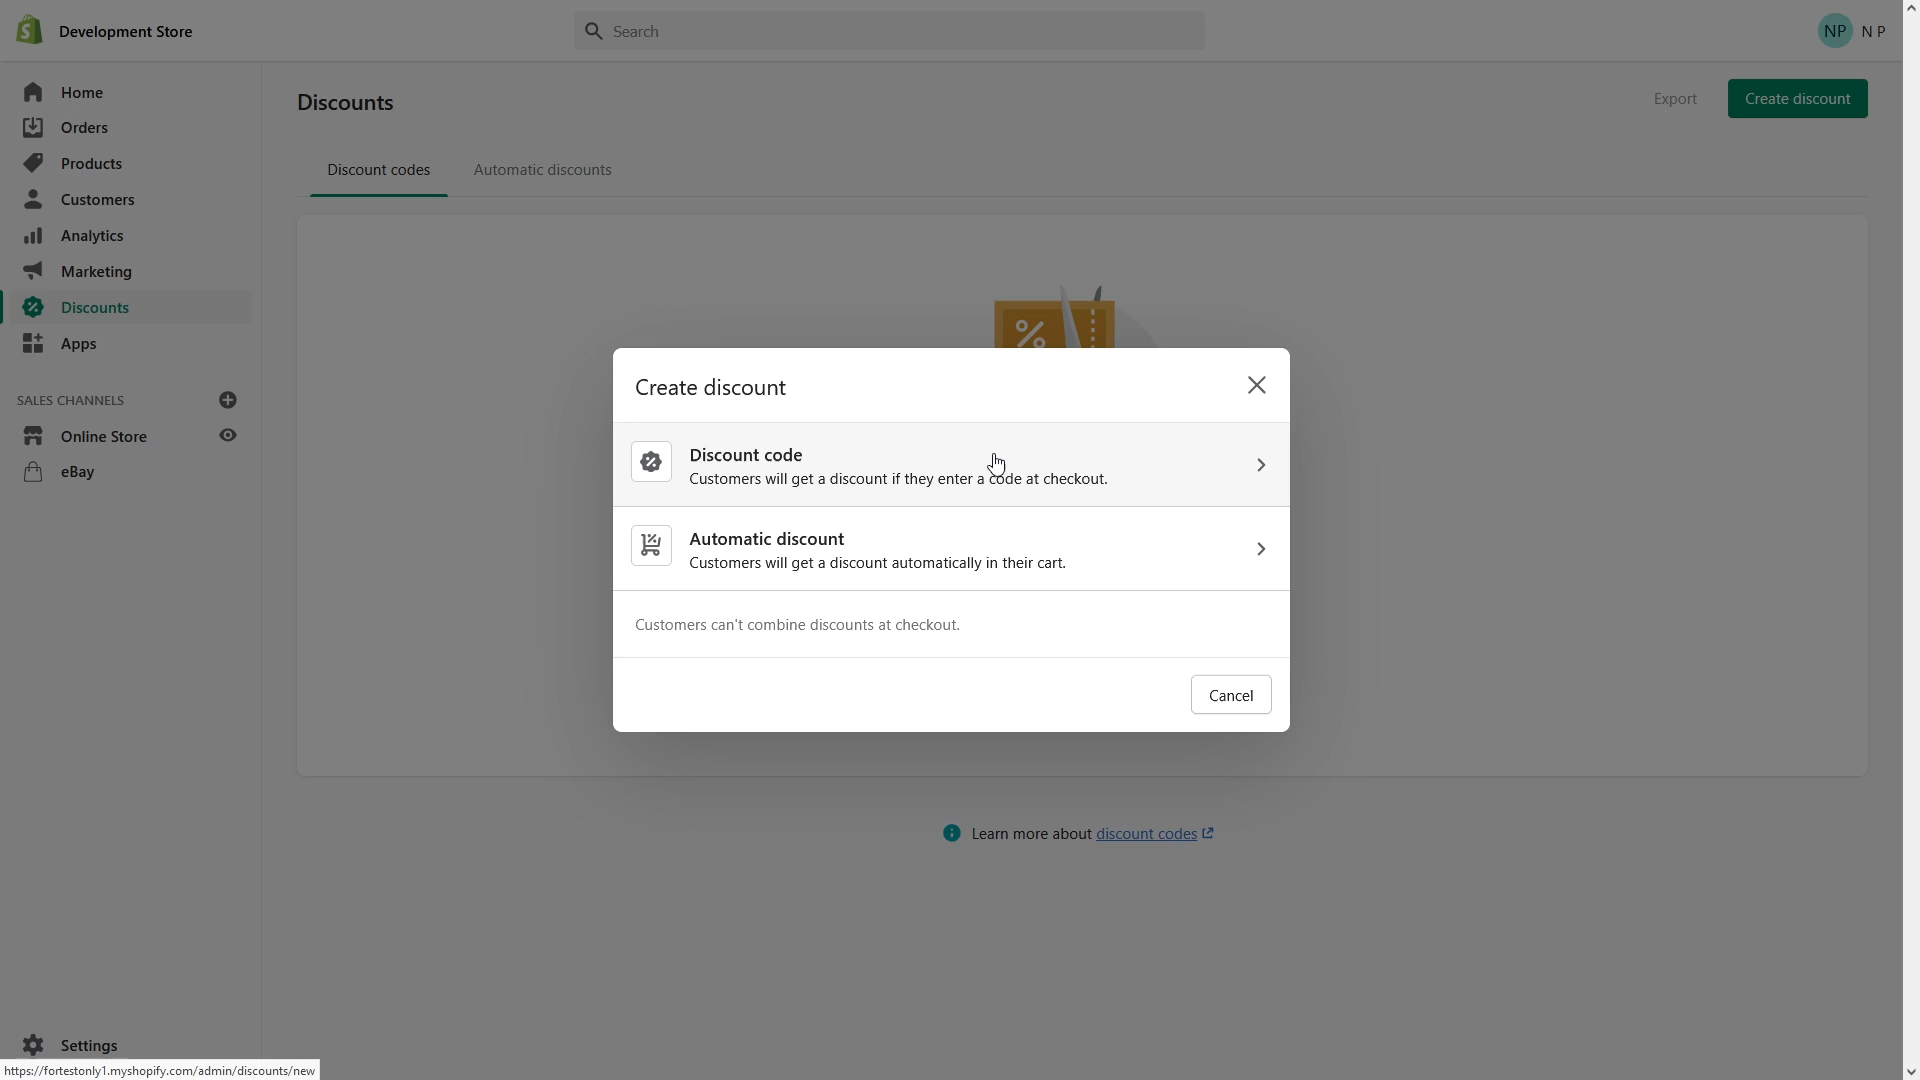 Development Store
Search
NP
N P
Home
Orders
Products
Customers
Analytics
Marketing
Discounts
Apps
SALES CHANNELS
Online Store
eBay
Settings
Discounts
Export
Create discount
Discount codes
Automatic discounts
%
Create discount
Discount code
Customers will get a discount if they enter a code at checkout.
Automatic discount
Customers will get a discount automatically in their cart.
Customers can't combine discounts at checkout.
Cancel
Learn more about discount codes
https://fortestonly1.myshopify.com/admin/discounts/new